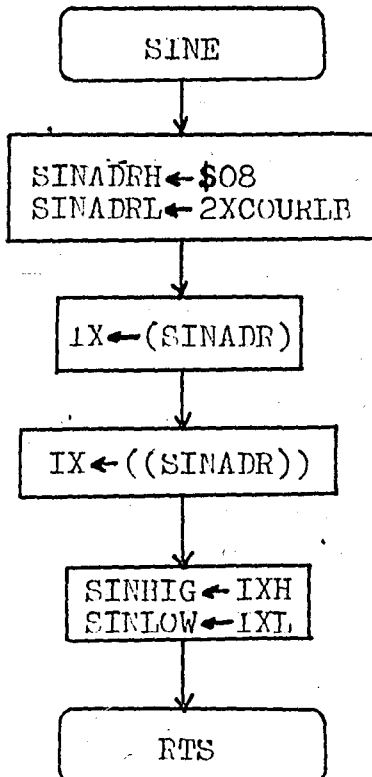 SINE
SINADRH←$08
SINADRL←2XCOURLB
IX←(SINADR)
IX←((SINADR))
SINHIG←IXH
SINLOW←IXL
RTS